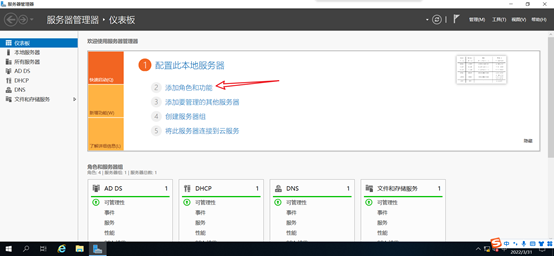 服务器管理器
服务器管理器 · 仪表板
管理(M) 工具(T) 视图(V) 帮助(H)
仪表板
本地服务器
所有服务器
AD DS
DHCP
DNS
文件和存储服务
欢迎使用服务器管理器
快速启动(Q)
新增功能(W)
了解详细信息(L)
1 配置此本地服务器
2 添加角色和功能
3 添加要管理的其他服务器
4 创建服务器组
5 将此服务器连接到云服务
隐藏
角色和服务器组
角色: 4 | 服务器组: 1 | 服务器总数: 1
AD DS 1
可管理性
事件
服务
性能
DHCP 1
可管理性
事件
服务
性能
DNS 1
可管理性
事件
服务
性能
文件和存储服务 1
可管理性
事件
服务
性能
中
2022/3/31